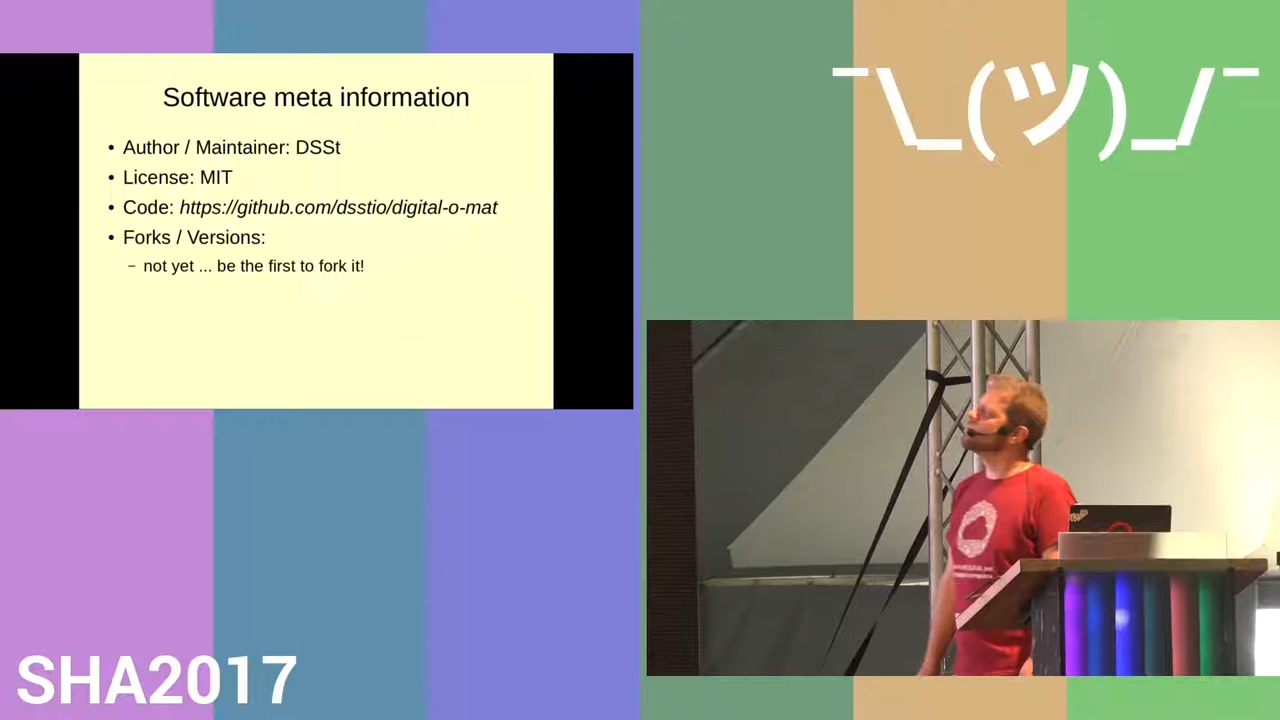 Software meta information
• Author / Maintainer: DSSt
• License: MIT
• Code: https://github.com/dsstio/digital-o-mat
• Forks / Versions:
– not yet ... be the first to fork it!
¯\_(ツ)_/¯
SHA2017